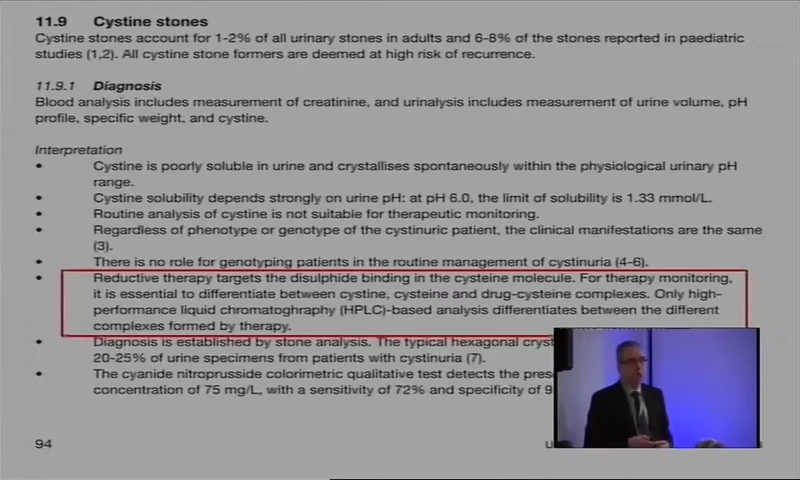 11.9 Cystine stones
Cystine stones account for 1-2% of all urinary stones in adults and 6-8% of the stones reported in paediatric
studies (1,2). All cystine stone formers are deemed at high risk of recurrence.
11.9.1 Diagnosis
Blood analysis includes measurement of creatinine, and urinalysis includes measurement of urine volume, pH
profile, specific weight, and cystine.
Interpretation
• Cystine is poorly soluble in urine and crystallises spontaneously within the physiological urinary pH
range.
• Cystine solubility depends strongly on urine pH: at pH 6.0, the limit of solubility is 1.33 mmol/L.
• Routine analysis of cystine is not suitable for therapeutic monitoring.
• Regardless of phenotype or genotype of the cystinuric patient, the clinical manifestations are the same
(3).
• There is no role for genotyping patients in the routine management of cystinuria (4-6).
• Reductive therapy targets the disulphide binding in the cysteine molecule. For therapy monitoring,
it is essential to differentiate between cystine, cysteine and drug-cysteine complexes. Only high-
performance liquid chromatoghraphy (HPLC)-based analysis differentiates between the different
complexes formed by therapy.
• Diagnosis is established by stone analysis. The typical hexagonal cryst
20-25% of urine specimens from patients with cystinuria (7).
• The cyanide nitroprusside colorimetric qualitative test detects the pres
concentration of 75 mg/L, with a sensitivity of 72% and specificity of 9
94